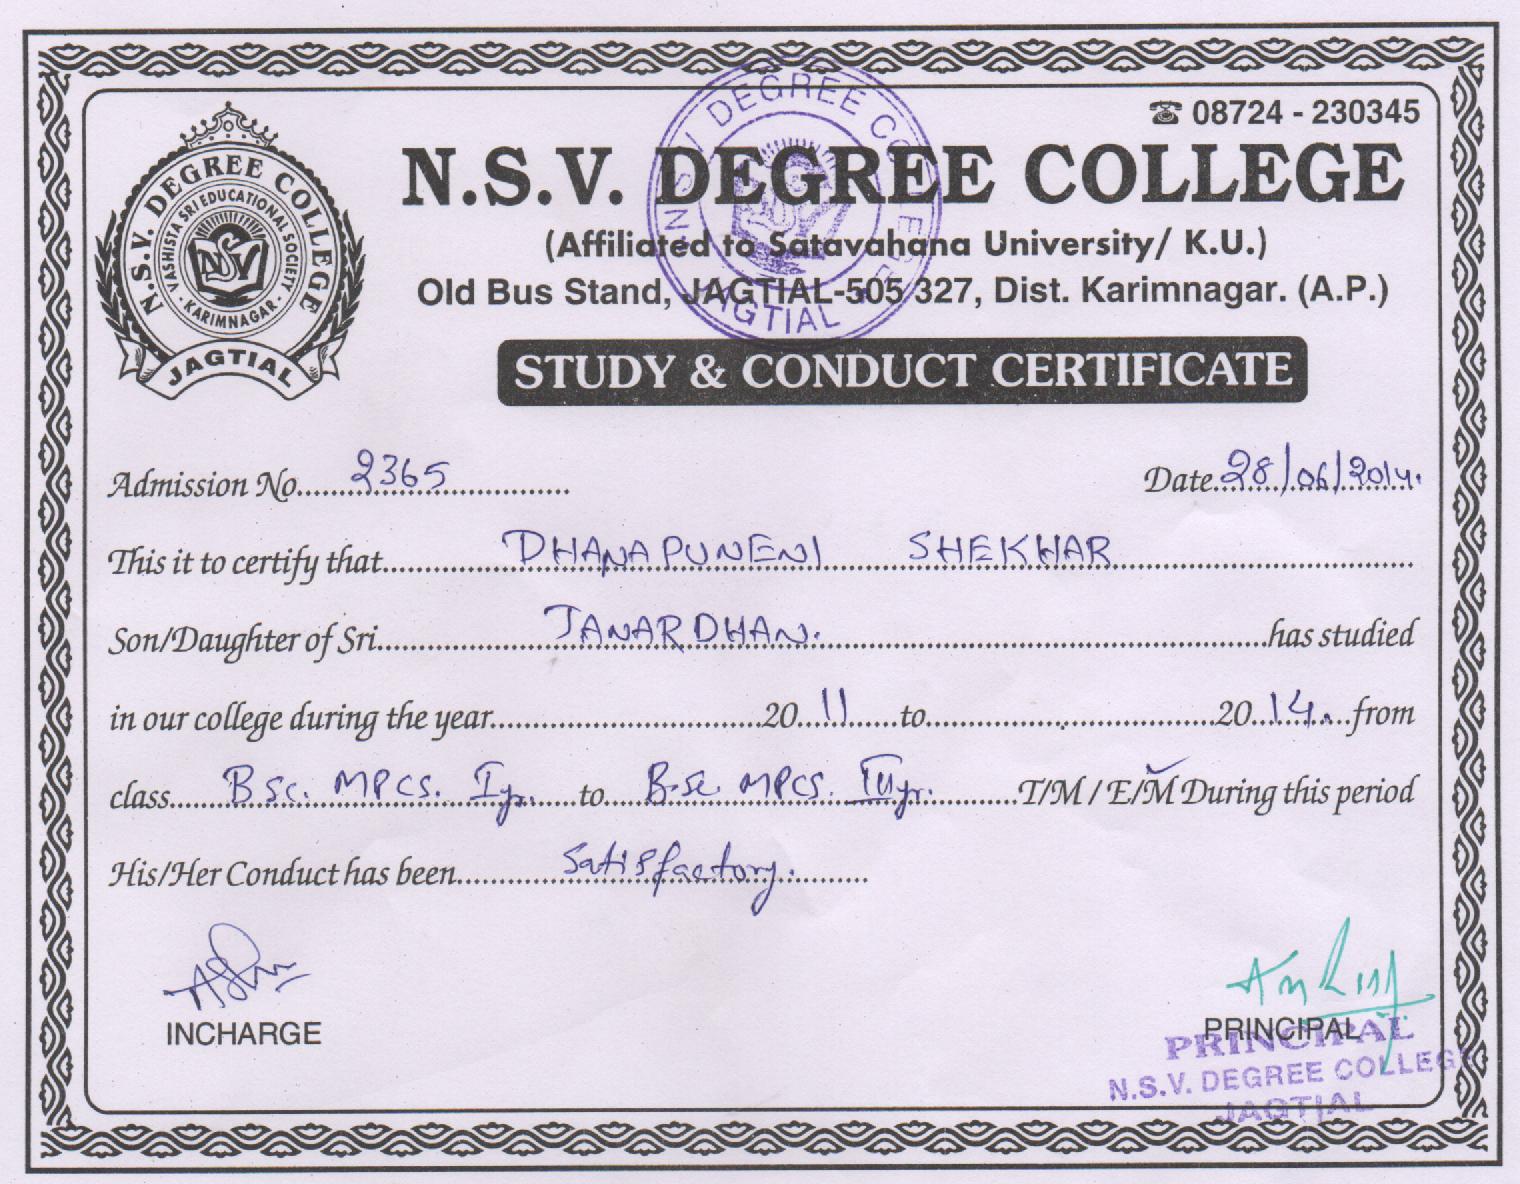 ☎ 08724 - 230345
N.S.V. DEGREE COLLEGE
(Affiliated to Satavahana University/ K.U.)
Old Bus Stand, JAGTIAL-505 327, Dist. Karimnagar. (A.P.)
N.S.V. DEGREE COLLEGE
VASHISTA SRI EDUCATIONAL SOCIETY
NSV
· KARIMNAGAR ·
JAGTIAL
NSV DEGREE COLLEGE
JAGTIAL
STUDY & CONDUCT CERTIFICATE
Admission No. 2365 Date. 28/06/2014.
This it to certify that DHANAPUNENI SHEKHAR
Son/Daughter of Sri JANARDHAN. has studied
in our college during the year 2011 to 2014. from
class B.Sc. MPCS. I yr. to B.Sc MPCS. III yr. T/M / E/M During this period
His/Her Conduct has been Satisfactory.
INCHARGE
PRINCIPAL
PRINCIPAL
N.S.V. DEGREE COLLEGE
JAGTIAL